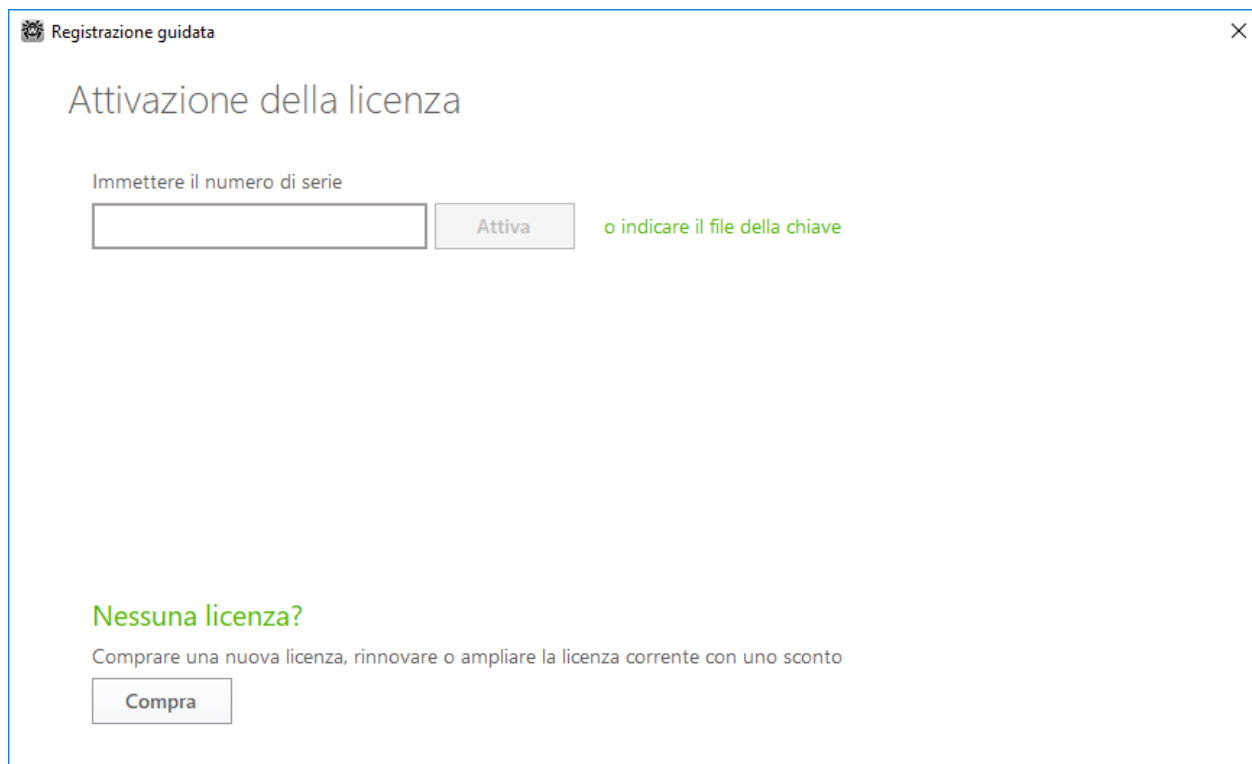 Registrazione guidata
Attivazione della licenza
Immettere il numero di serie
Attiva
o indicare il file della chiave
Nessuna licenza?
Comprare una nuova licenza, rinnovare o ampliare la licenza corrente con uno sconto
Compra